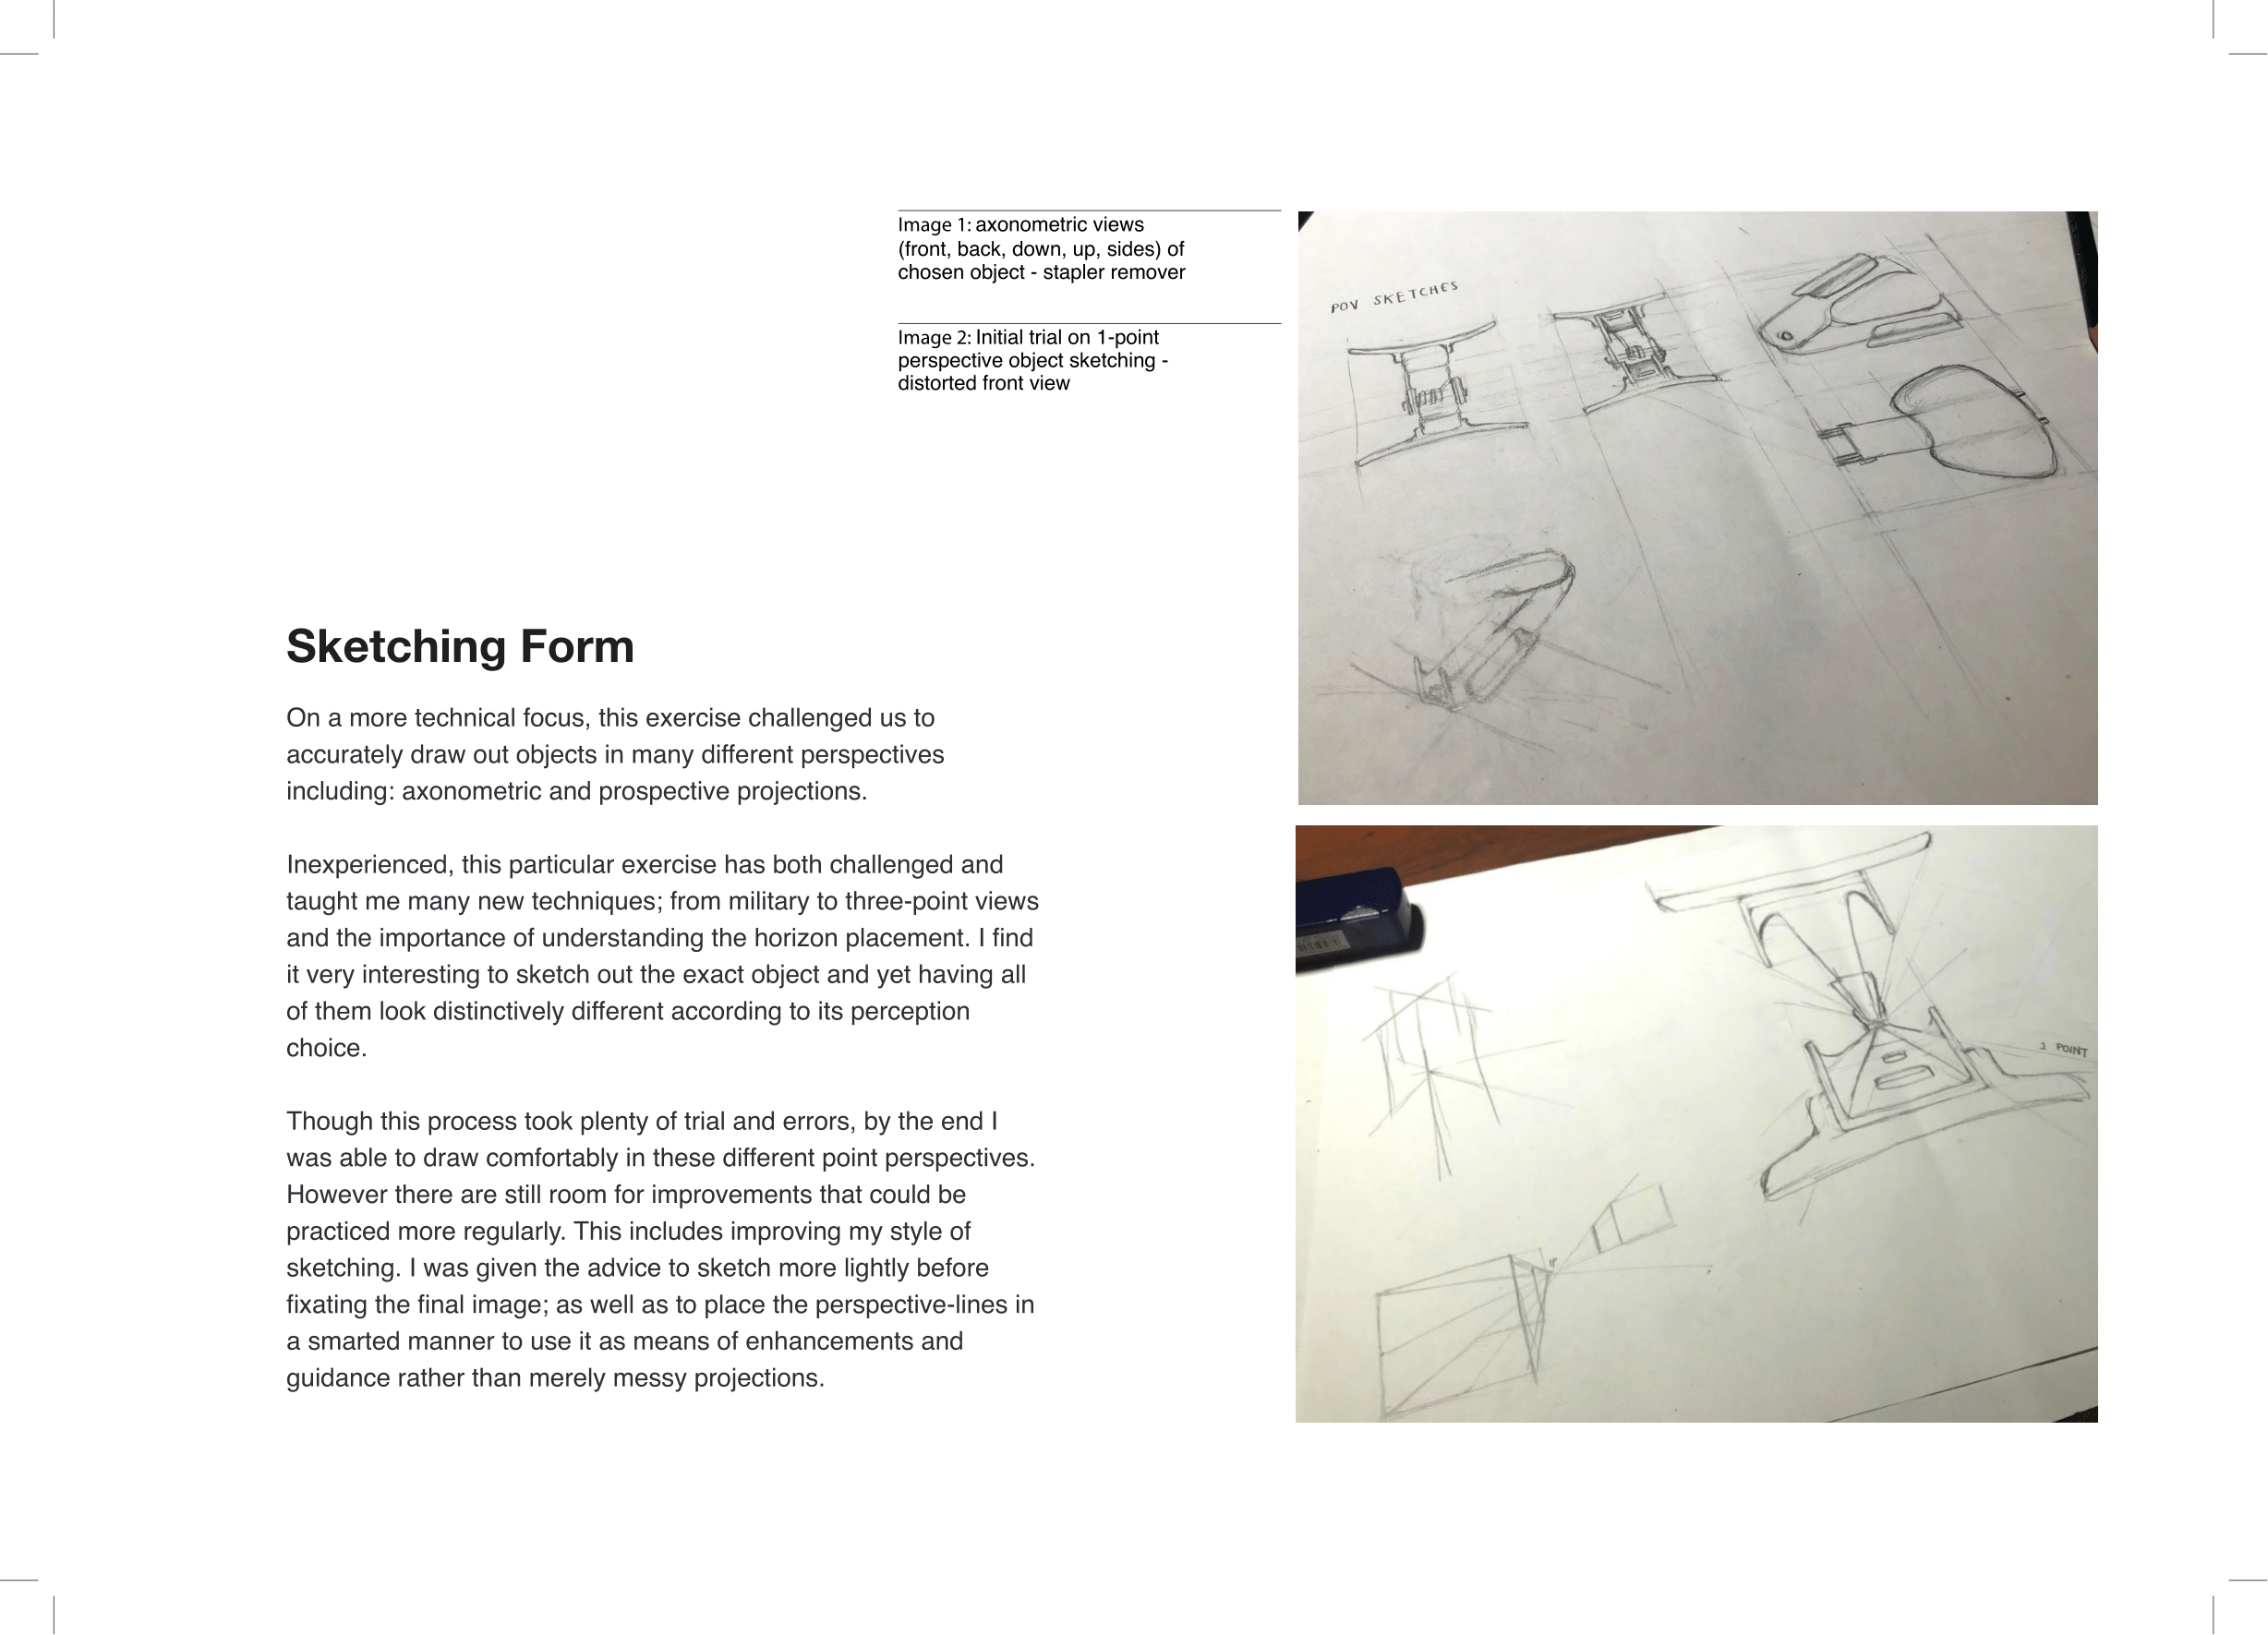 Image 1: axonometric views
(front, back, down, up, sides) of
chosen object - stapler remover
Image 2: Initial trial on 1-point
perspective object sketching -
distorted front view
POV SKETCHES
Sketching Form
On a more technical focus, this exercise challenged us to
accurately draw out objects in many different perspectives
including: axonometric and prospective projections.
Inexperienced, this particular exercise has both challenged and
taught me many new techniques; from military to three-point views
and the importance of understanding the horizon placement. I find
it very interesting to sketch out the exact object and yet having all
of them look distinctively different according to its perception
choice.
Though this process took plenty of trial and errors, by the end I
was able to draw comfortably in these different point perspectives.
However there are still room for improvements that could be
practiced more regularly. This includes improving my style of
sketching. I was given the advice to sketch more lightly before
fixating the final image; as well as to place the perspective-lines in
a smarted manner to use it as means of enhancements and
guidance rather than merely messy projections.
1 POINT